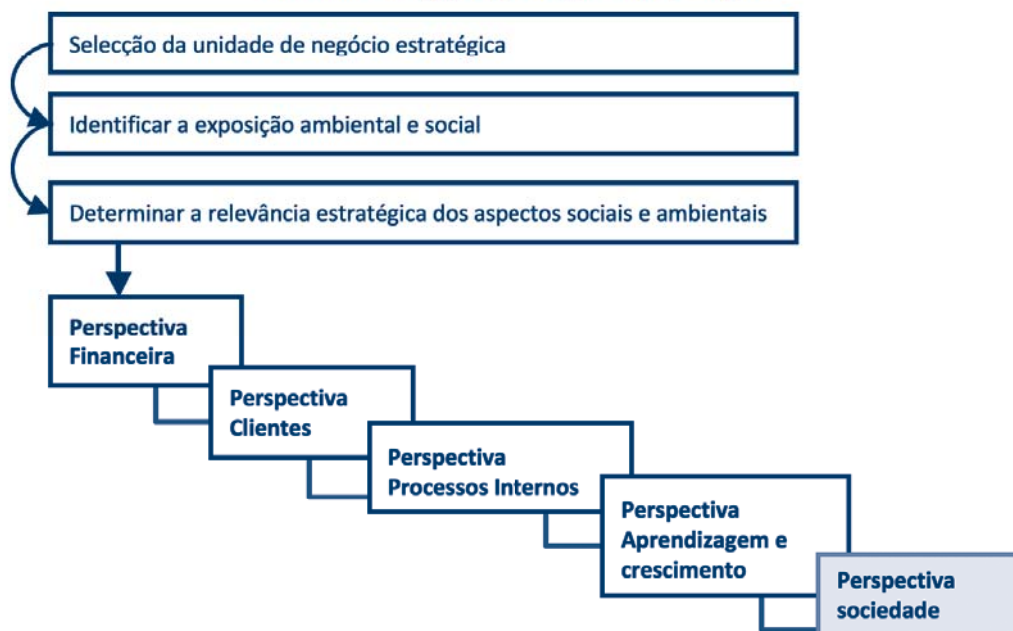 Selecção da unidade de negócio estratégica
Identificar a exposição ambiental e social
Determinar a relevância estratégica dos aspectos sociais e ambientais
Perspectiva
Financeira
Perspectiva
Clientes
Perspectiva
Processos Internos
Perspectiva
Aprendizagem e
crescimento
Perspectiva
sociedade